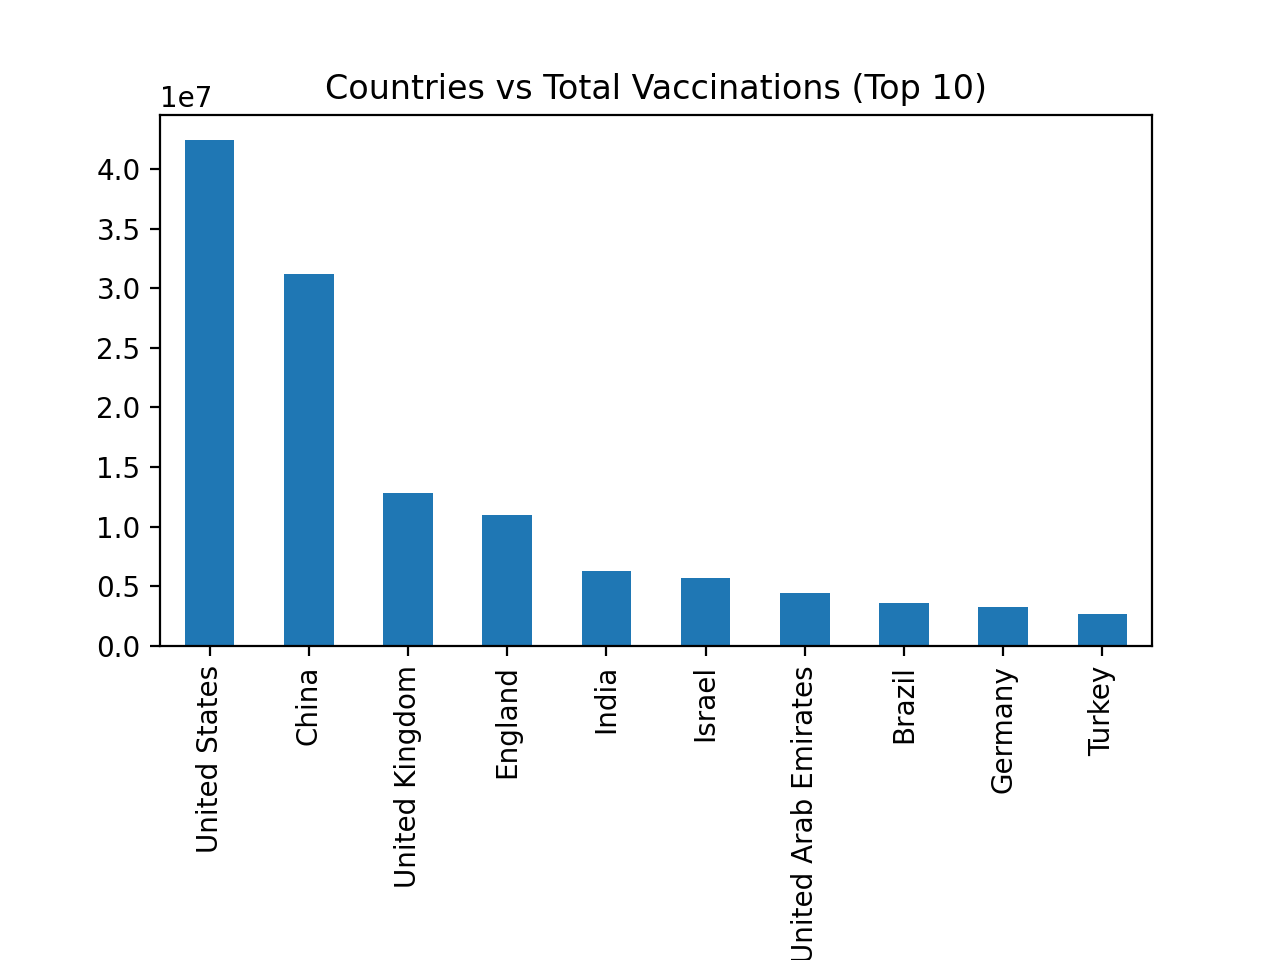 Countries vs Total Vaccinations (Top 10)
1e7
4.0
3.5
3.0
2.5
2.0
1.5
1.0
0.5
0.0
United States
China
United Kingdom
England
India
Israel
United Arab Emirates
Brazil
Germany
Turkey